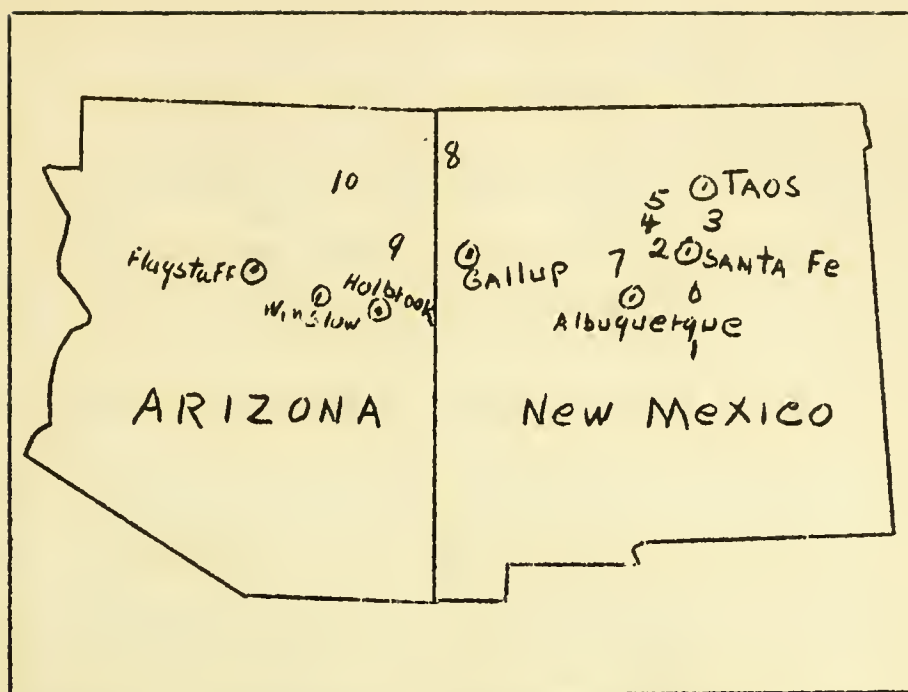 8
10
5
TAOS
4
3
9
2
SANTA Fe
Flagstaff
7
GALLUP
Holbrook
Winslow
6
Albuquerque
1
ARIZONA
New Mexico